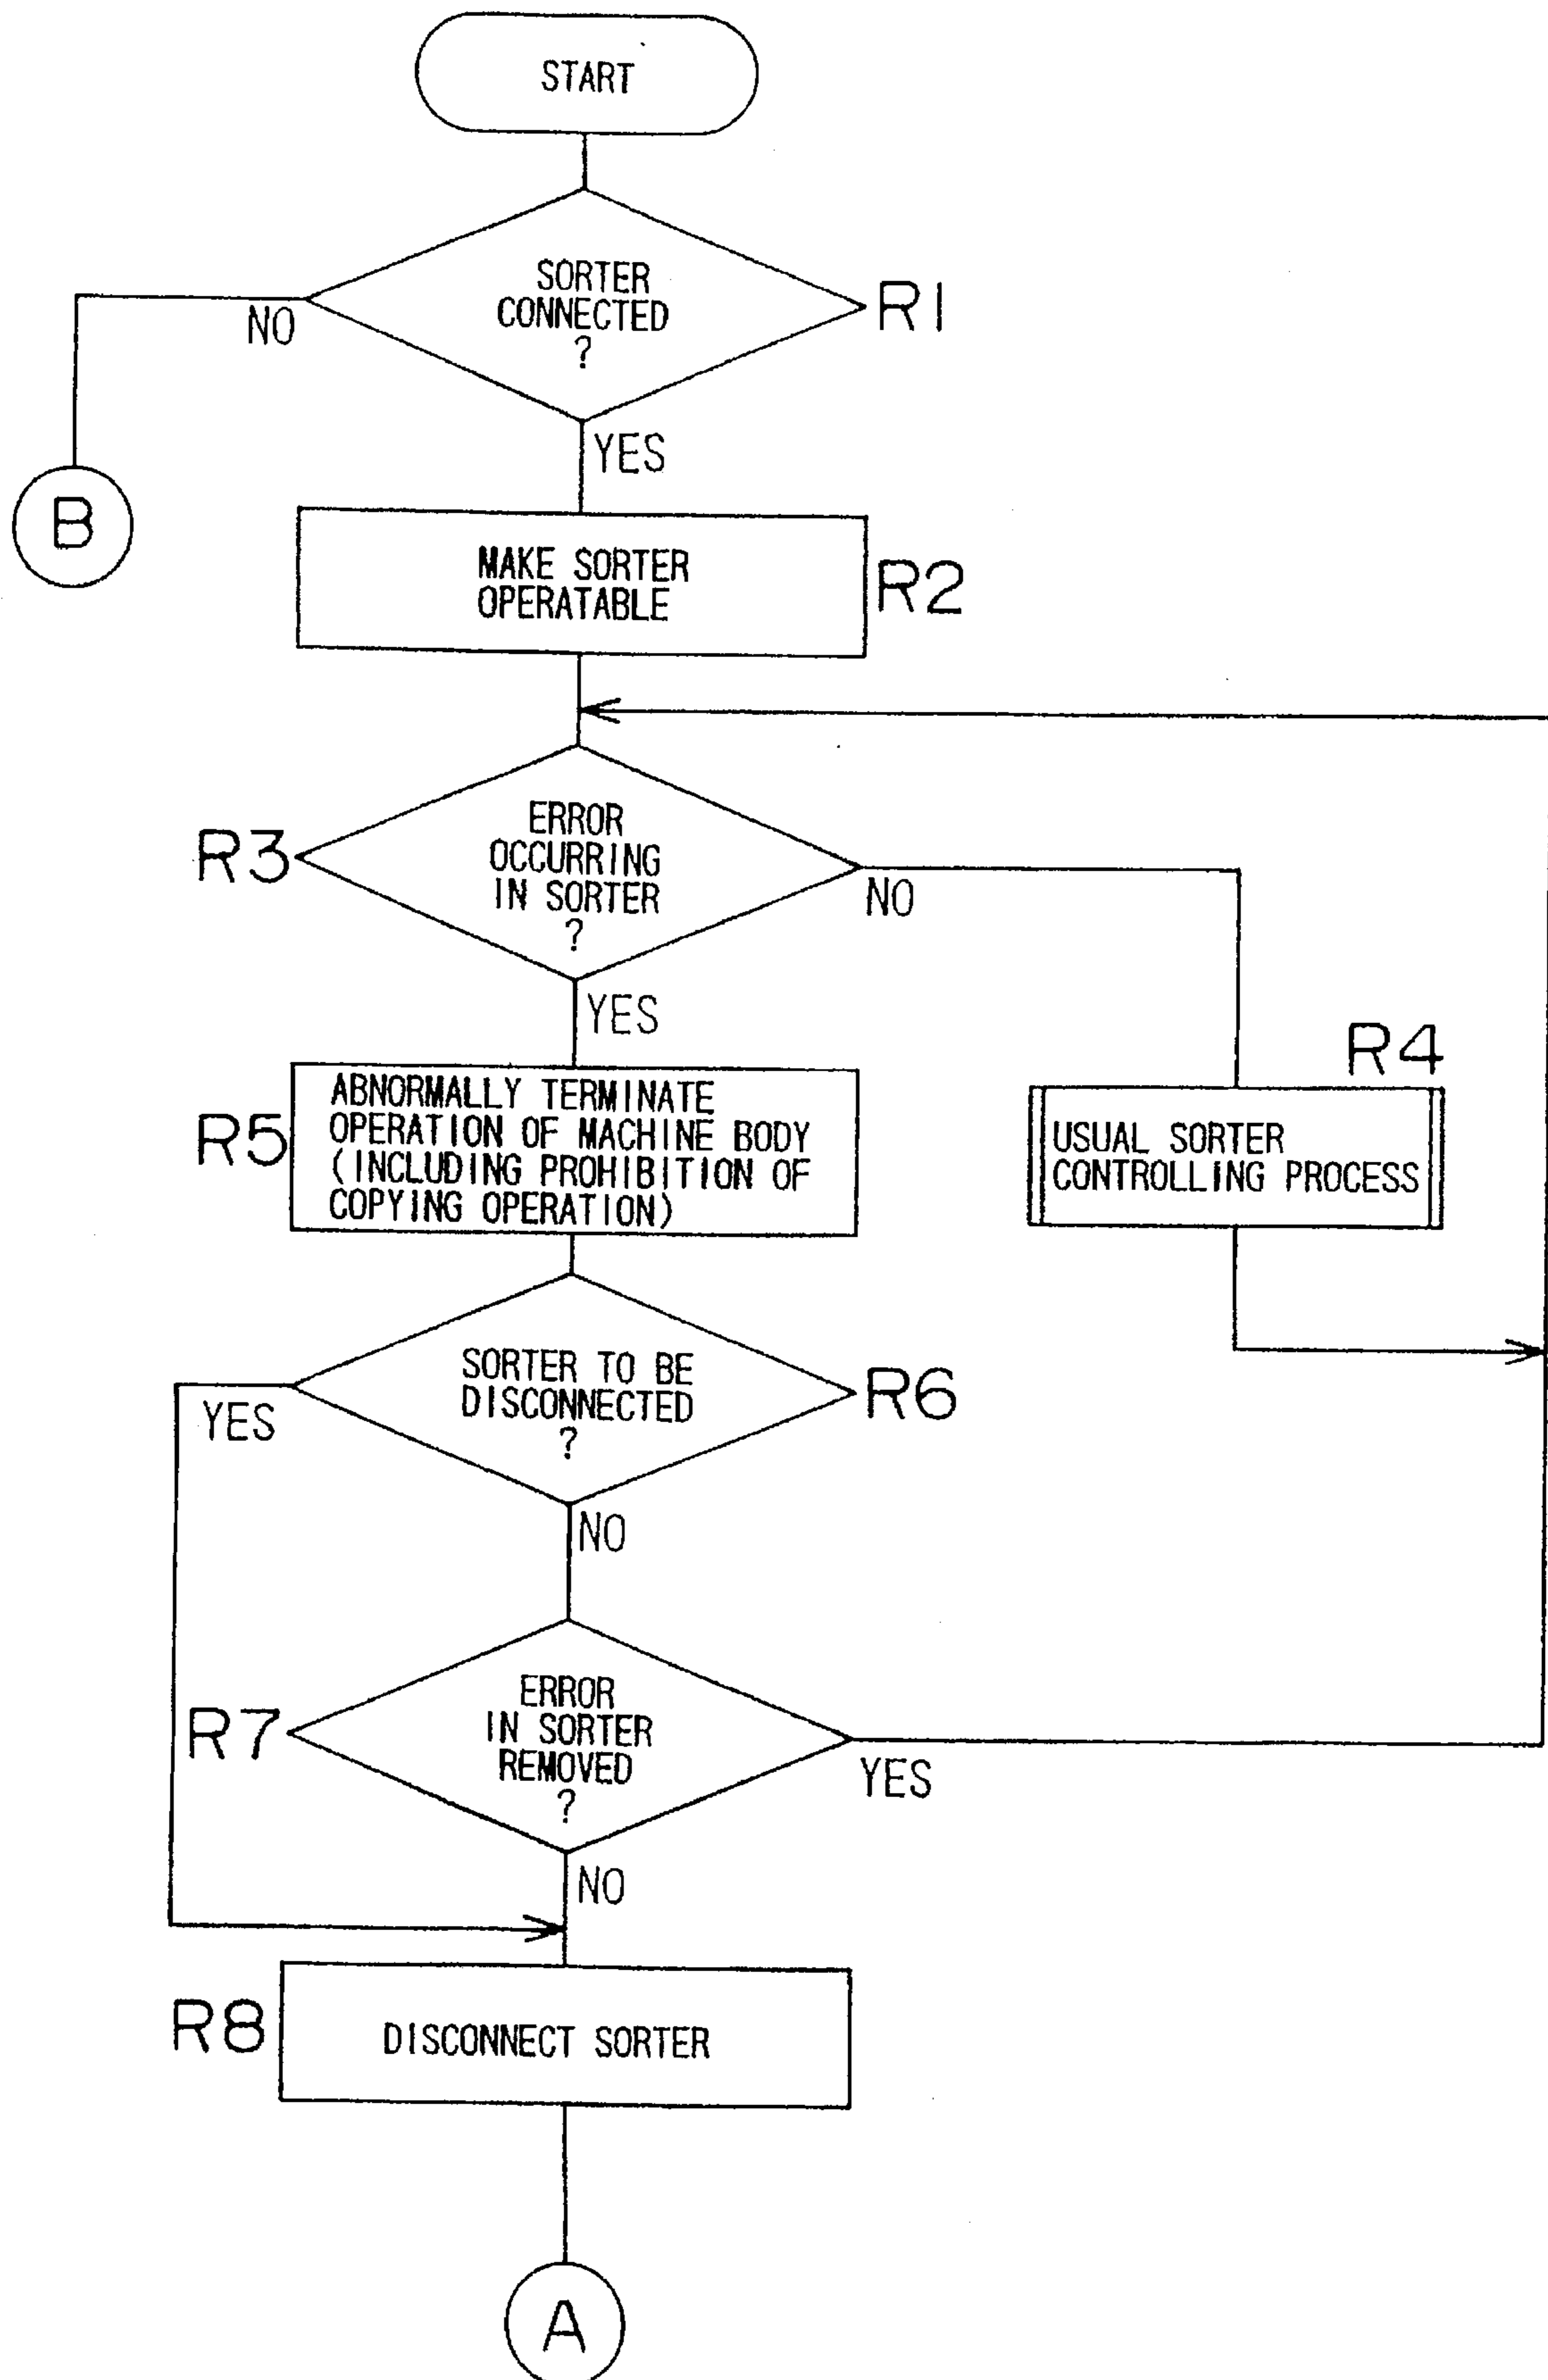 START
SORTER
CONNECTED
?
R1
NO
YES
B
MAKE SORTER
OPERATABLE
R2
ERROR
OCCURRING
IN SORTER
?
R3
NO
YES
R4
USUAL SORTER
CONTROLLING PROCESS
ABNORMALLY TERMINATE
OPERATION OF MACHINE BODY
(INCLUDING PROHIBITION OF
COPYING OPERATION)
R5
SORTER TO BE
DISCONNECTED
?
R6
YES
NO
ERROR
IN SORTER
REMOVED
?
R7
YES
NO
R8
DISCONNECT SORTER
A